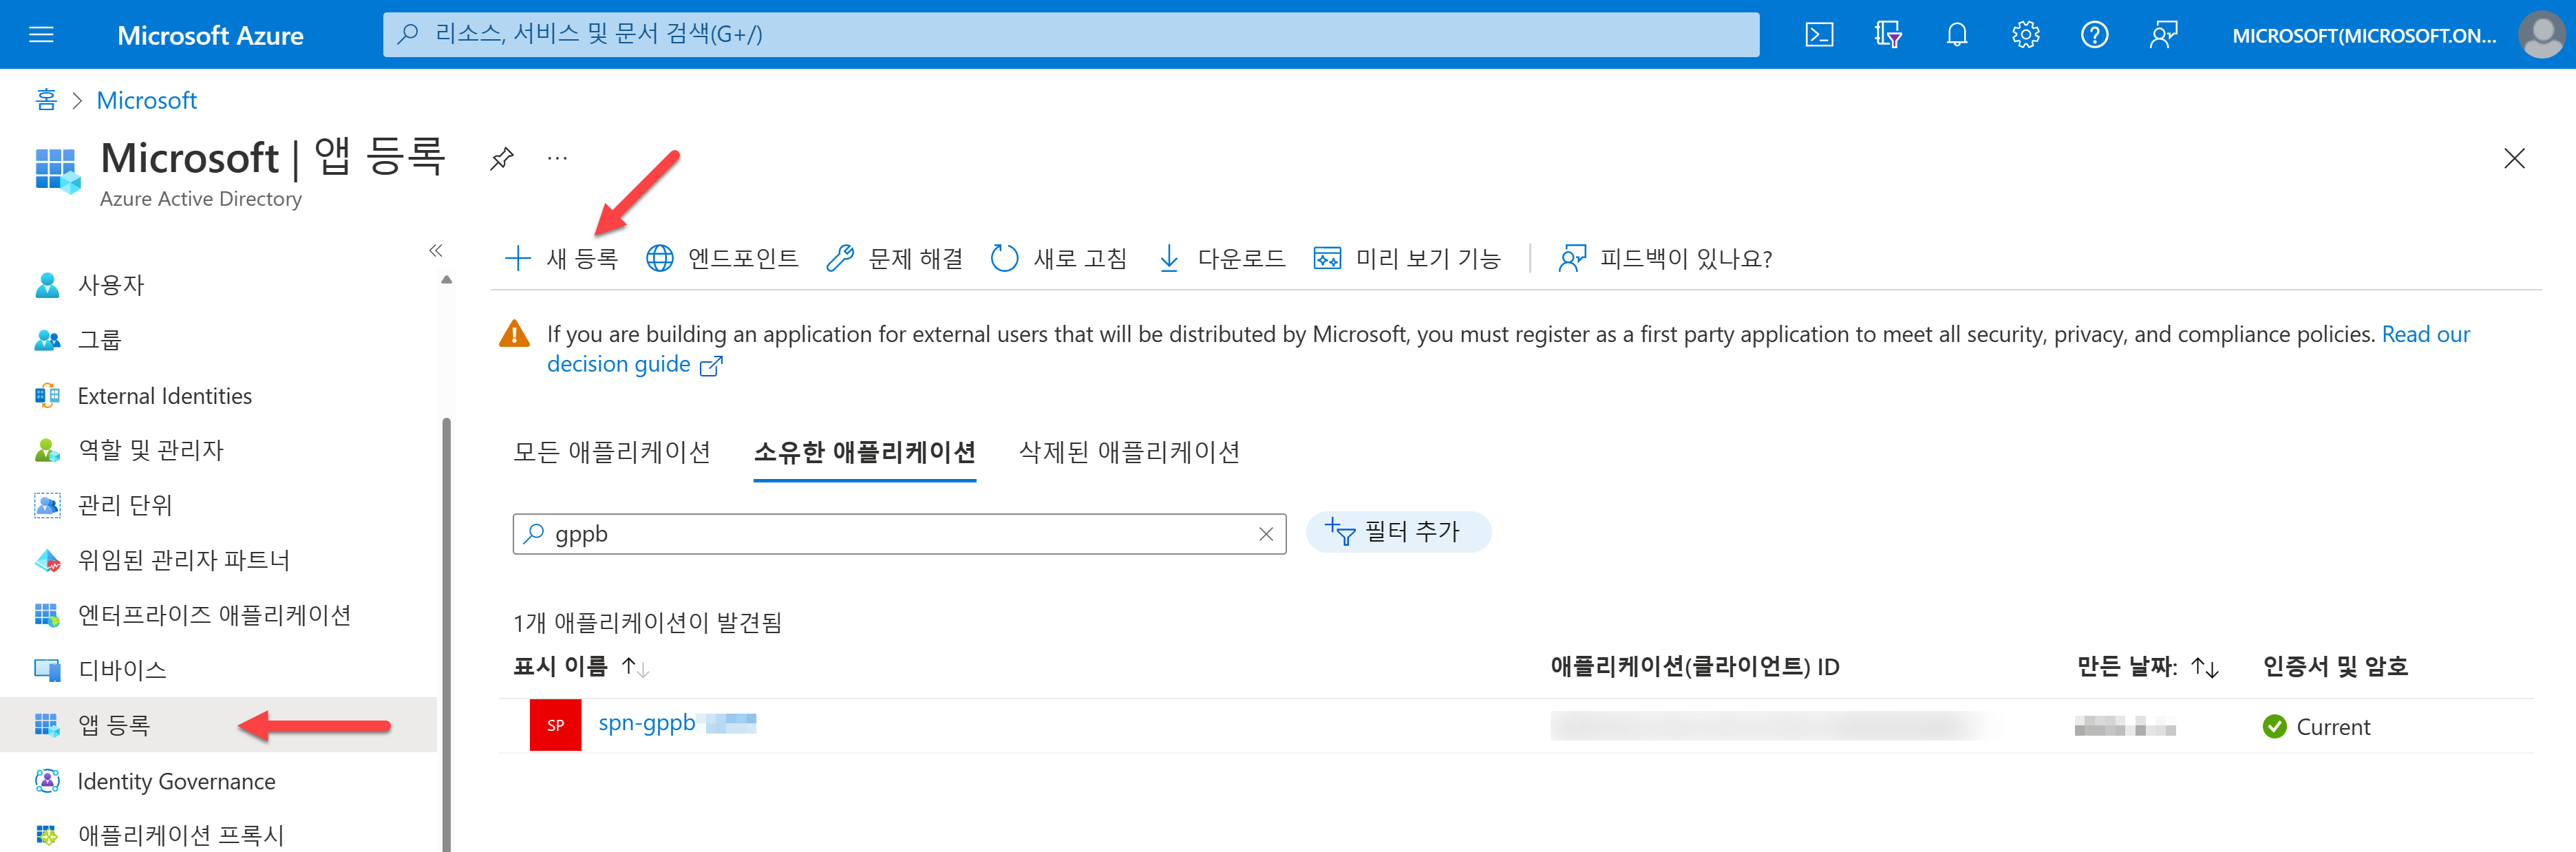 Microsoft Azure
리소스, 서비스 및 문서 검색(G+/)
MICROSOFT(MICROSOFT.ON...
홈 > Microsoft
Microsoft | 앱 등록 ...
Azure Active Directory
사용자
그룹
External Identities
역할 및 관리자
관리 단위
위임된 관리자 파트너
엔터프라이즈 애플리케이션
디바이스
앱 등록
Identity Governance
애플리케이션 프록시
새 등록 엔드포인트 문제 해결 새로 고침 다운로드 미리 보기 기능 | 피드백이 있나요?
If you are building an application for external users that will be distributed by Microsoft, you must register as a first party application to meet all security, privacy, and compliance policies. Read our
decision guide
모든 애플리케이션 소유한 애플리케이션 삭제된 애플리케이션
gppb
필터 추가
1개 애플리케이션이 발견됨
표시 이름 애플리케이션(클라이언트) ID 만든 날짜: 인증서 및 암호
SP spn-gppb Current